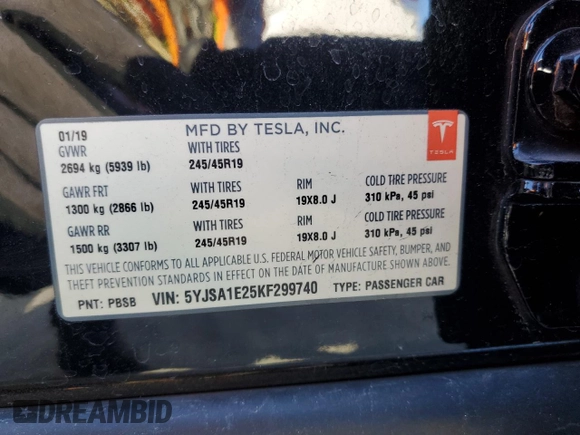 01/19 MFD BY TESLA, INC.
GVWR WITH TIRES
2694 kg (5939 lb) 245/45R19
TESLA
GAWR FRT WITH TIRES RIM COLD TIRE PRESSURE
1300 kg (2866 lb) 245/45R19 19X8.0 J 310 kPa, 45 psi
GAWR RR WITH TIRES RIM COLD TIRE PRESSURE
1500 kg (3307 lb) 245/45R19 19X8.0 J 310 kPa, 45 psi
THIS VEHICLE CONFORMS TO ALL APPLICABLE U.S. FEDERAL MOTOR VEHICLE SAFETY, BUMPER, AND
THEFT PREVENTION STANDARDS IN EFFECT ON THE DATE OF MANUFACTURE SHOWN ABOVE.
PNT: PBSB VIN: 5YJSA1E25KF299740 TYPE: PASSENGER CAR
DREAMBID